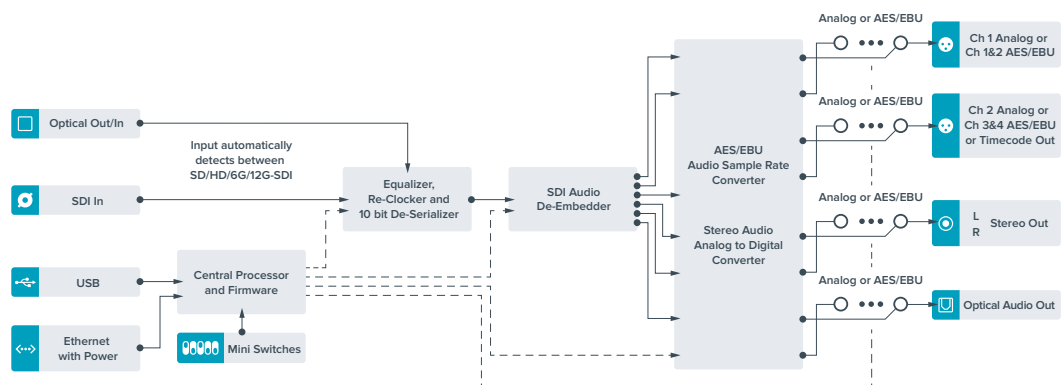 Analog or AES/EBU
Ch 1 Analog or
Ch 1&2 AES/EBU
Optical Out/In
Analog or AES/EBU
Ch 2 Analog or
Ch 3&4 AES/EBU
or Timecode Out
Input automatically
detects between
SD/HD/6G/12G-SDI
AES/EBU
Audio Sample Rate
Converter
SDI In
Equalizer,
Re-Clocker and
10 bit De-Serializer
SDI Audio
De-Embedder
Analog or AES/EBU
L
R
Stereo Out
Stereo Audio
Analog to Digital
Converter
USB
Central Processor
and Firmware
Analog or AES/EBU
Optical Audio Out
Ethernet
with Power
Mini Switches